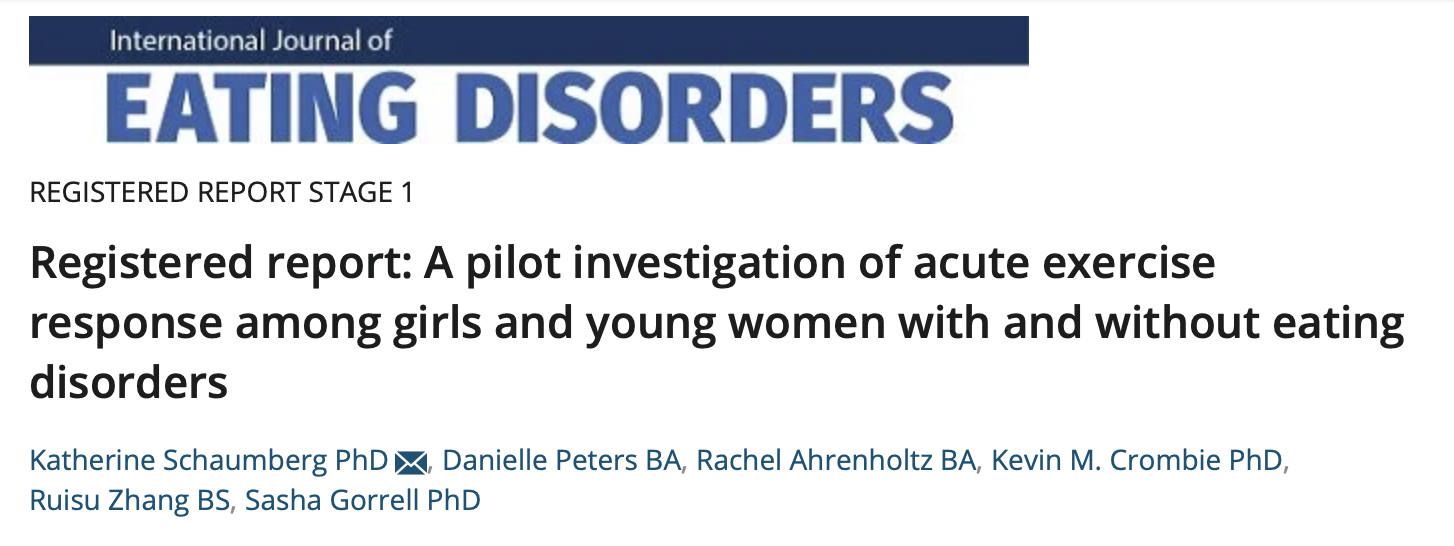 International Journal of
EATING DISORDERS
REGISTERED REPORT STAGE 1
Registered report: A pilot investigation of acute exercise
response among girls and young women with and without eating
disorders
Katherine Schaumberg PhD, Danielle Peters BA, Rachel Ahrenholtz BA, Kevin M. Crombie PhD,
Ruisu Zhang BS, Sasha Gorrell PhD